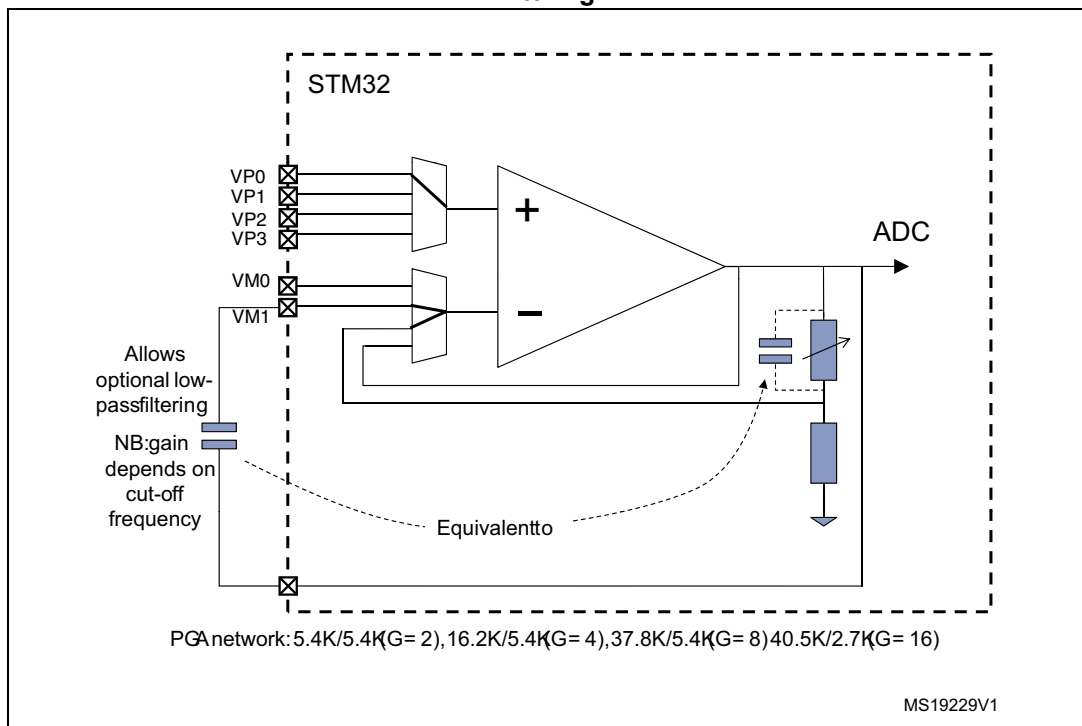 STM32
VP0
VP1
VP2
VP3
VM0
VM1
+
−
ADC
Allows
optional low-
passfiltering
NB:gain
depends on
cut-off
frequency
Equivalentto
PGAnetwork:5.4K/5.4K(G=2),16.2K/5.4K(G=4),37.8K/5.4K(G=8)40.5K/2.7K(G=16)
MS19229V1